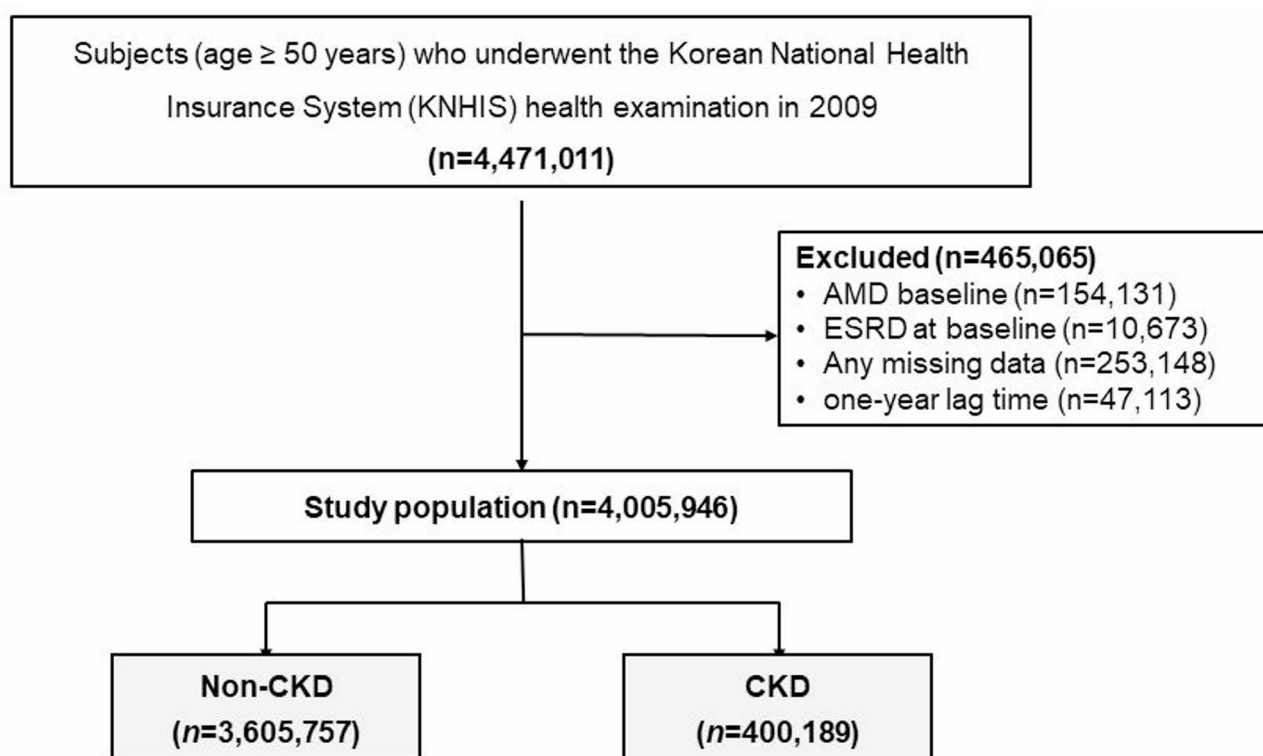 Subjects (age ≥ 50 years) who underwent the Korean National Health
Insurance System (KNHIS) health examination in 2009
(n=4,471,011)
Excluded (n=465,065)
• AMD baseline (n=154,131)
• ESRD at baseline (n=10,673)
• Any missing data (n=253,148)
• one-year lag time (n=47,113)
Study population (n=4,005,946)
Non-CKD
(n=3,605,757)
CKD
(n=400,189)